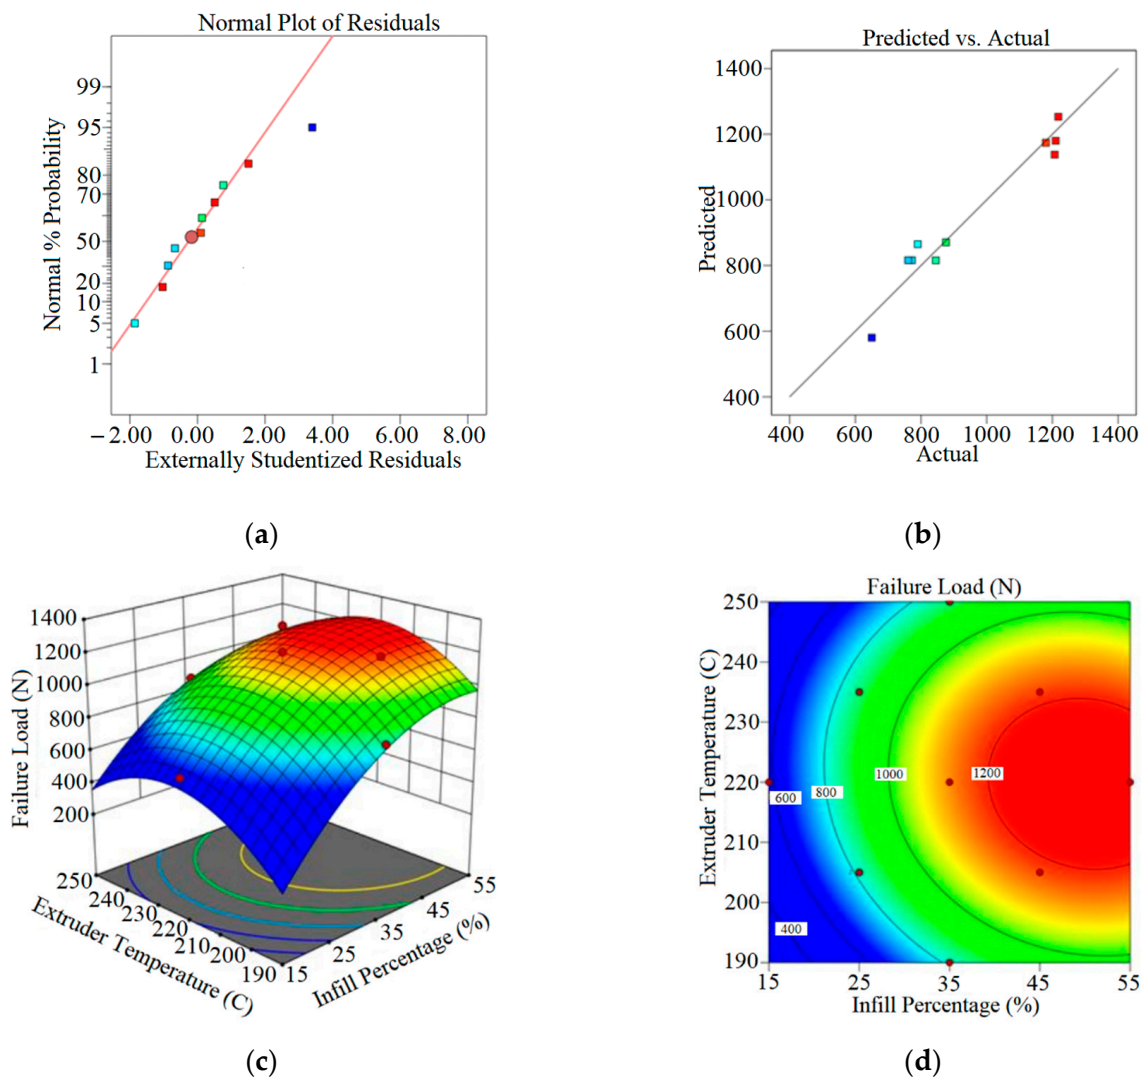 Normal Plot of Residuals
Normal % Probability
99
95
80
70
50
20
10
5
1
−2.00 0.00 2.00 4.00 6.00 8.00
Externally Studentized Residuals
(a)
Predicted vs. Actual
Predicted
1400
1200
1000
800
600
400
400 600 800 1000 1200 1400
Actual
(b)
Failure Load (N)
1400
1200
1000
800
600
400
200
250
240
230
220
210
200
190
Extruder Temperature (C)
15
25
35
45
55
Infill Percentage (%)
(c)
Failure Load (N)
Extruder Temperature (C)
250
240
230
220
210
200
190
600
800
1000
1200
400
15 25 35 45 55
Infill Percentage (%)
(d)